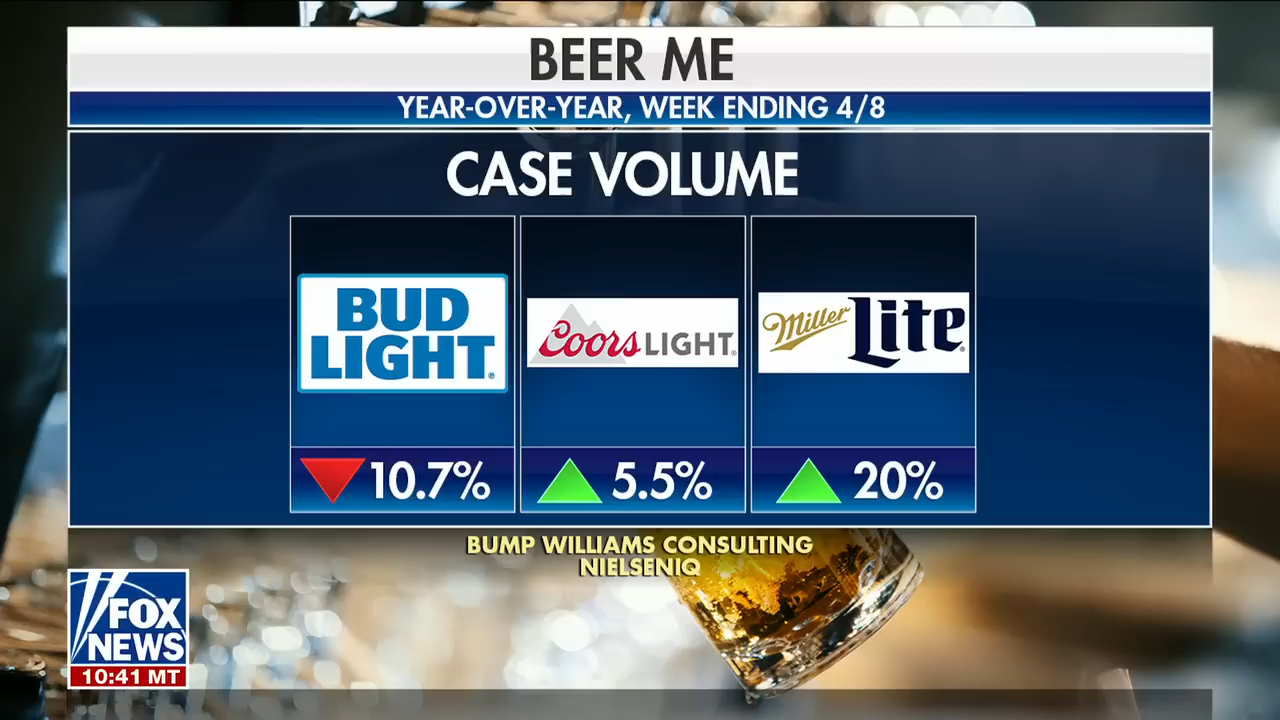 BEER ME
YEAR-OVER-YEAR, WEEK ENDING 4/8
CASE VOLUME
BUD
LIGHT®
Coors LIGHT®
Miller Lite®
10.7%
5.5%
20%
BUMP WILLIAMS CONSULTING
NIELSENIQ
FOX
NEWS
10:41 MT